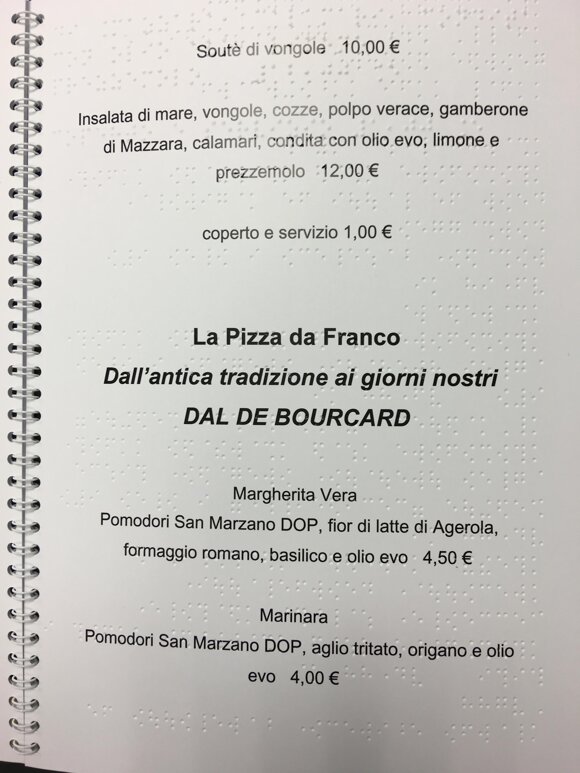 Soutè di vongole 10,00 €
Insalata di mare, vongole, cozze, polpo verace, gamberone
di Mazzara, calamari, condita con olio evo, limone e
prezzemolo 12,00 €
coperto e servizio 1,00 €
La Pizza da Franco
Dall'antica tradizione ai giorni nostri
DAL DE BOURCARD
Margherita Vera
Pomodori San Marzano DOP, fior di latte di Agerola,
formaggio romano, basilico e olio evo 4,50 €
Marinara
Pomodori San Marzano DOP, aglio tritato, origano e olio
evo 4,00 €